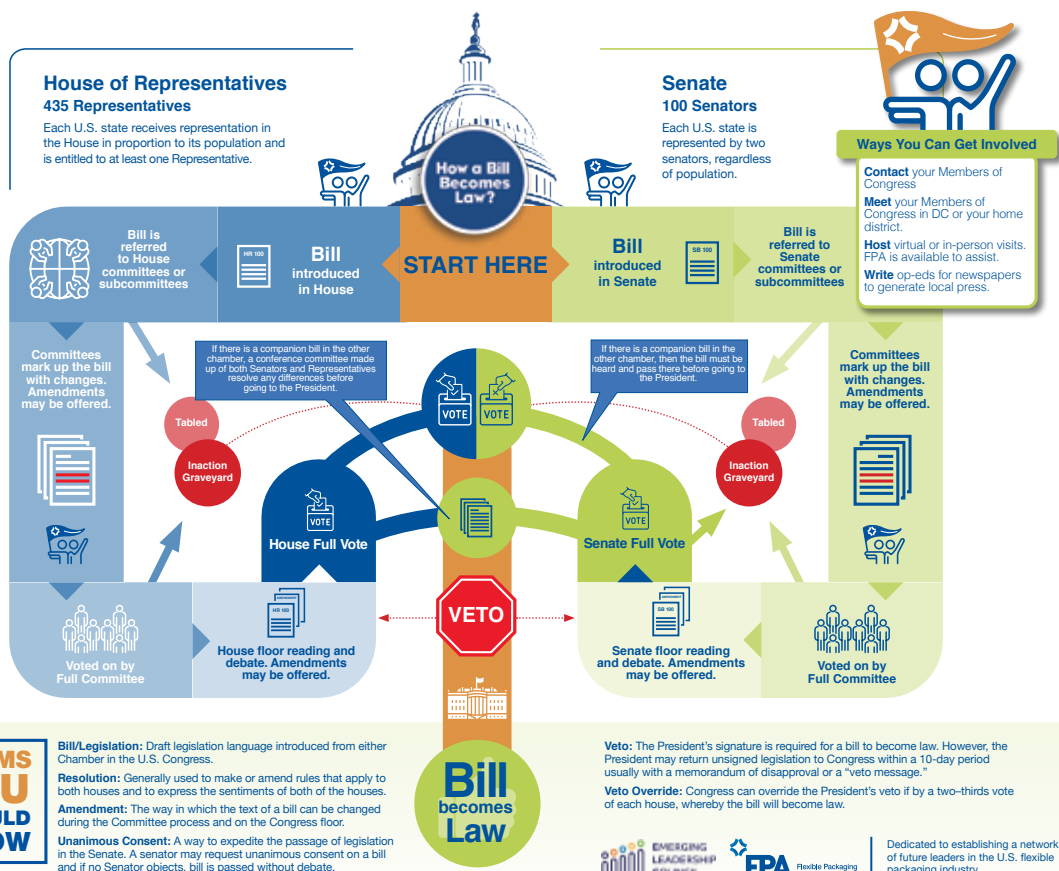 House of Representatives
435 Representatives
Each U.S. state receives representation in
the House in proportion to its population and
is entitled to at least one Representative.
How a Bill
Becomes
Law?
Senate
100 Senators
Each U.S. state is
represented by two
senators, regardless
of population.
Ways You Can Get Involved
Contact your Members of
Congress
Meet your Members of
Congress in DC or your home
district.
Host virtual or in-person visits.
FPA is available to assist.
Write op-eds for newspapers
to generate local press.
Bill is
referred
to House
committees or
subcommittees
HR 100
Bill
introduced
in House
START HERE
Bill
introduced
in Senate
SB 100
Bill is
referred to
Senate
committees or
subcommittees
Committees
mark up the bill
with changes.
Amendments
may be offered.
If there is a companion bill in the other
chamber, a conference committee made
up of both Senators and Representatives
resolve any differences before
going to the President.
If there is a companion bill in the
other chamber, then the bill must be
heard and pass there before going to
the President.
Committees
mark up the bill
with changes.
Amendments
may be offered.
Tabled
Inaction
Graveyard
VOTE
VOTE
Tabled
Inaction
Graveyard
VOTE
House Full Vote
VOTE
Senate Full Vote
Voted on by
Full Committee
AMENDMENT
HR 100
House floor reading and
debate. Amendments
may be offered.
VETO
AMENDMENT
SB 100
Senate floor reading
and debate. Amendments
may be offered.
Voted on by
Full Committee
MS
U
ULD
OW
Bill/Legislation: Draft legislation language introduced from either
Chamber in the U.S. Congress.
Resolution: Generally used to make or amend rules that apply to
both houses and to express the sentiments of both of the houses.
Amendment: The way in which the text of a bill can be changed
during the Committee process and on the Congress floor.
Unanimous Consent: A way to expedite the passage of legislation
in the Senate. A senator may request unanimous consent on a bill
and if no Senator objects, bill is passed without debate.
Bill
becomes
Law
Veto: The President's signature is required for a bill to become law. However, the
President may return unsigned legislation to Congress within a 10-day period
usually with a memorandum of disapproval or a “veto message.”
Veto Override: Congress can override the President's veto if by a two–thirds vote
of each house, whereby the bill will become law.
EMERGING
LEADERSHIP
COUNCIL
FPA
Flexible Packaging
Dedicated to establishing a network
of future leaders in the U.S. flexible
packaging industry